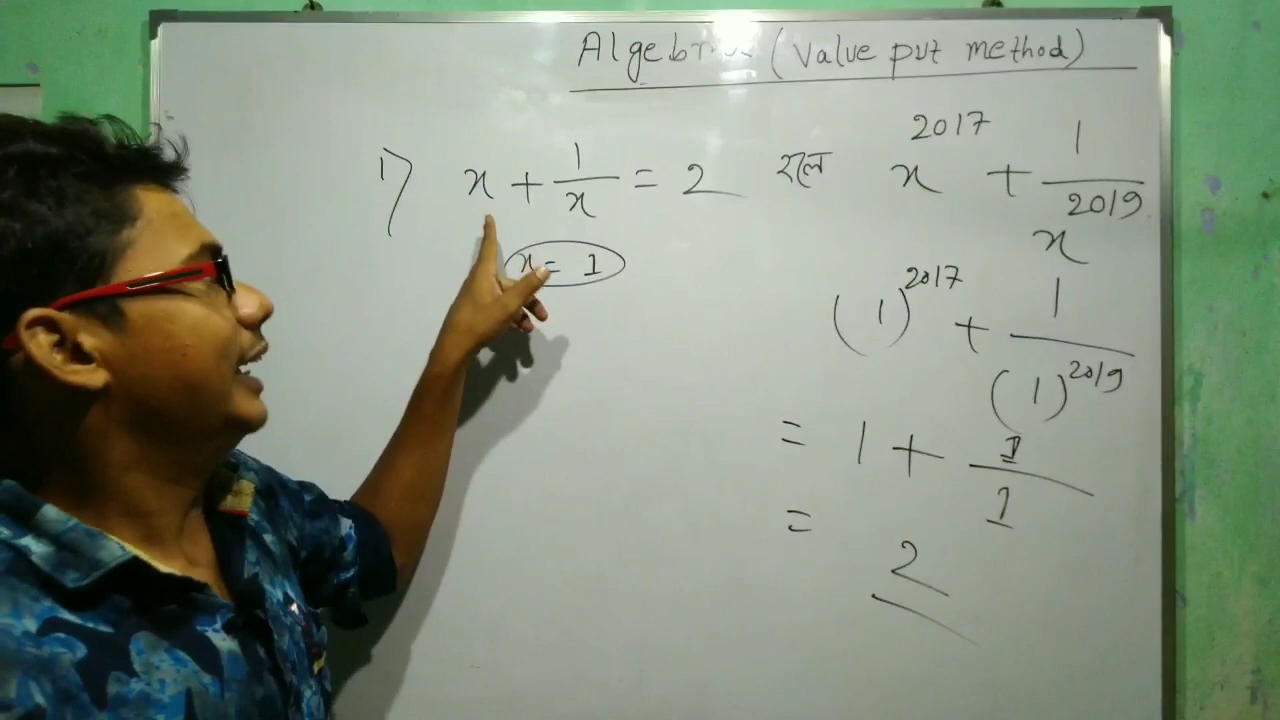 Algebra (Value put method)
1) x + 1/x = 2 হলে x^2017 + 1/x^2019
x = 1
(1)^2017 + 1/(1)^2019
= 1 + 1/1
= 2